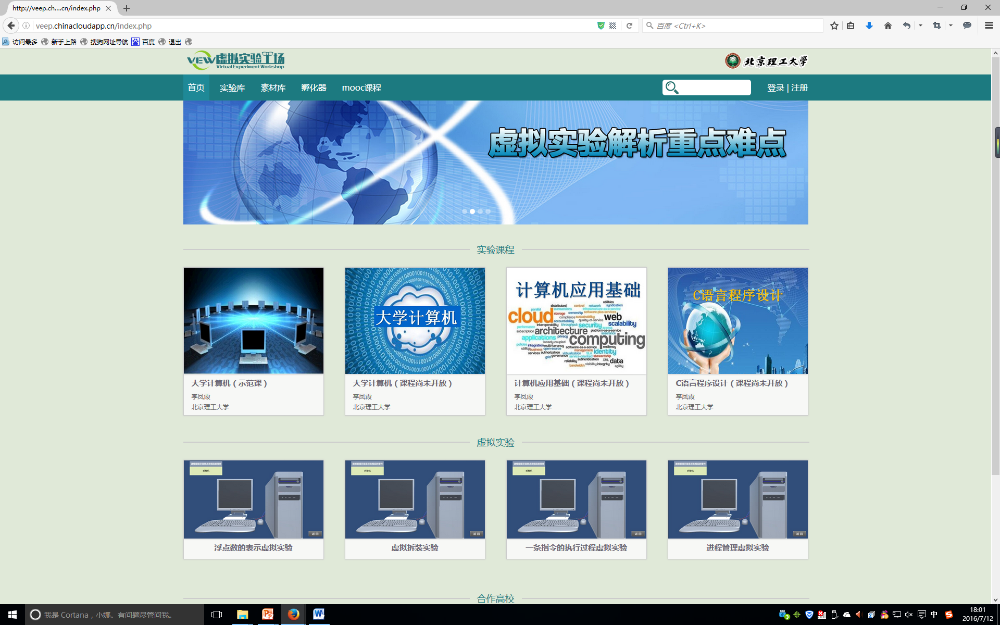 http://veep.ch....cn/index.php
veep.chinacloudapp.cn/index.php
百度 <Ctrl+K>
访问最多 新手上路 搜狗网址导航 百度 退出
VEW虚拟实验工场
Virtual Experiment Workshop
北京理工大学
首页 实验库 素材库 孵化器 mooc课程 登录 | 注册
虚拟实验解析重点难点
实验课程
大学计算机
计算机应用基础
cloud
web
scalability
security
architecture
applications
computing
identity
data
C语言程序设计
大学计算机（示范课）
李凤霞
北京理工大学
大学计算机（课程尚未开放）
李凤霞
北京理工大学
计算机应用基础（课程尚未开放）
李凤霞
北京理工大学
C语言程序设计（课程尚未开放）
李凤霞
北京理工大学
虚拟实验
浮点数的表示虚拟实验
虚拟拆装实验
一条指令的执行过程虚拟实验
进程管理虚拟实验
合作高校
我是 Cortana，小娜。有问题尽管问我。
中
18:01
2016/7/12